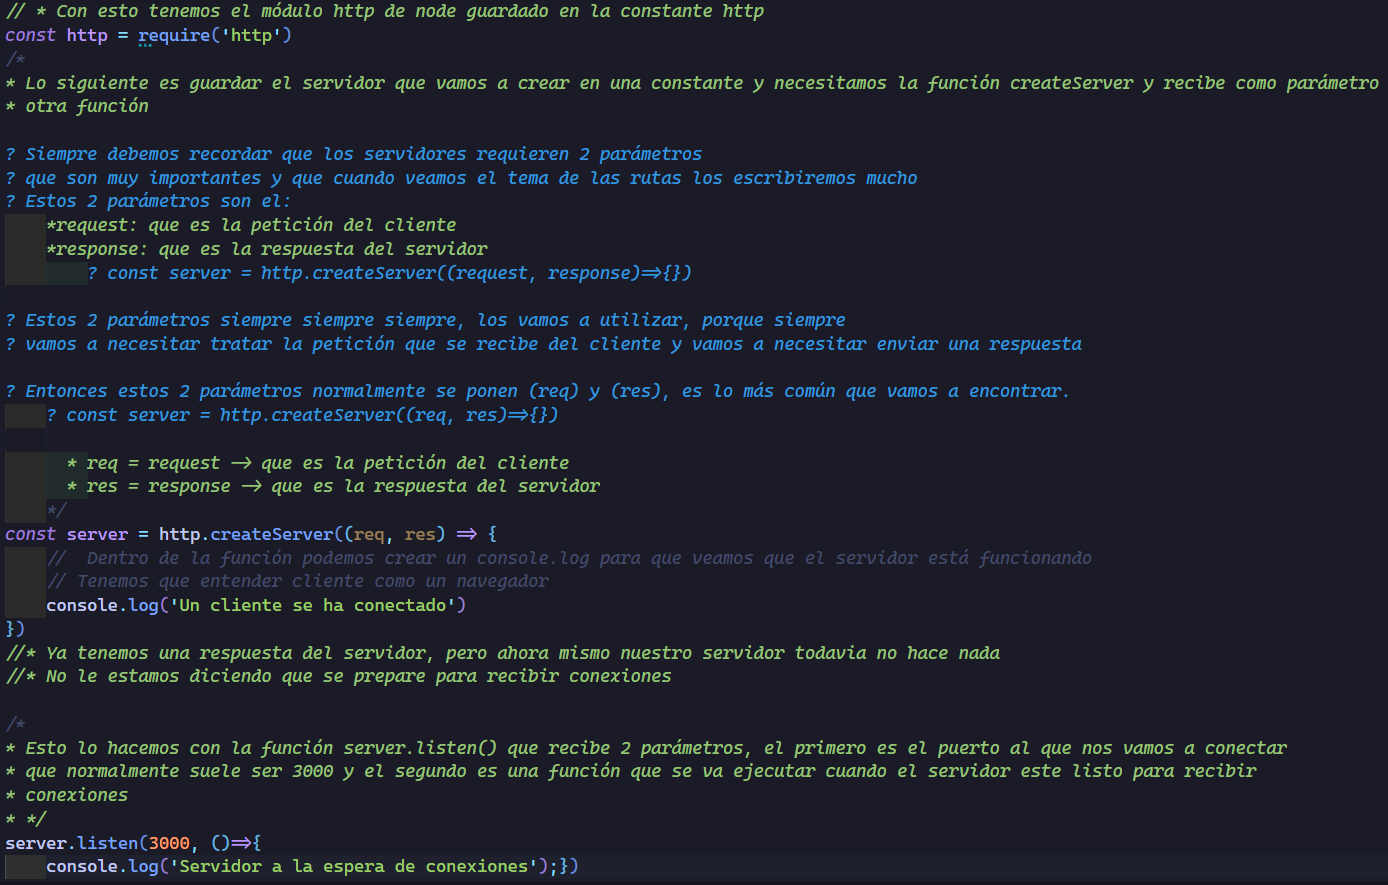 // * Con esto tenemos el módulo http de node guardado en la constante http
const http = require('http')
/*
* Lo siguiente es guardar el servidor que vamos a crear en una constante y necesitamos la función createServer y recibe como parámetro
* otra función
? Siempre debemos recordar que los servidores requieren 2 parámetros
? que son muy importantes y que cuando veamos el tema de las rutas los escribiremos mucho
? Estos 2 parámetros son el:
*request: que es la petición del cliente
*response: que es la respuesta del servidor
? const server = http.createServer((request, response)=>{})
? Estos 2 parámetros siempre siempre siempre, los vamos a utilizar, porque siempre
? vamos a necesitar tratar la petición que se recibe del cliente y vamos a necesitar enviar una respuesta
? Entonces estos 2 parámetros normalmente se ponen (req) y (res), es lo más común que vamos a encontrar.
? const server = http.createServer((req, res)=>{})
* req = request -> que es la petición del cliente
* res = response -> que es la respuesta del servidor
*/
const server = http.createServer((req, res) => {
//  Dentro de la función podemos crear un console.log para que veamos que el servidor está funcionando
// Tenemos que entender cliente como un navegador
console.log('Un cliente se ha conectado')
})
//* Ya tenemos una respuesta del servidor, pero ahora mismo nuestro servidor todavia no hace nada
//* No le estamos diciendo que se prepare para recibir conexiones
/*
* Esto lo hacemos con la función server.listen() que recibe 2 parámetros, el primero es el puerto al que nos vamos a conectar
* que normalmente suele ser 3000 y el segundo es una función que se va ejecutar cuando el servidor este listo para recibir
* conexiones
* */
server.listen(3000, ()=>{
console.log('Servidor a la espera de conexiones');})